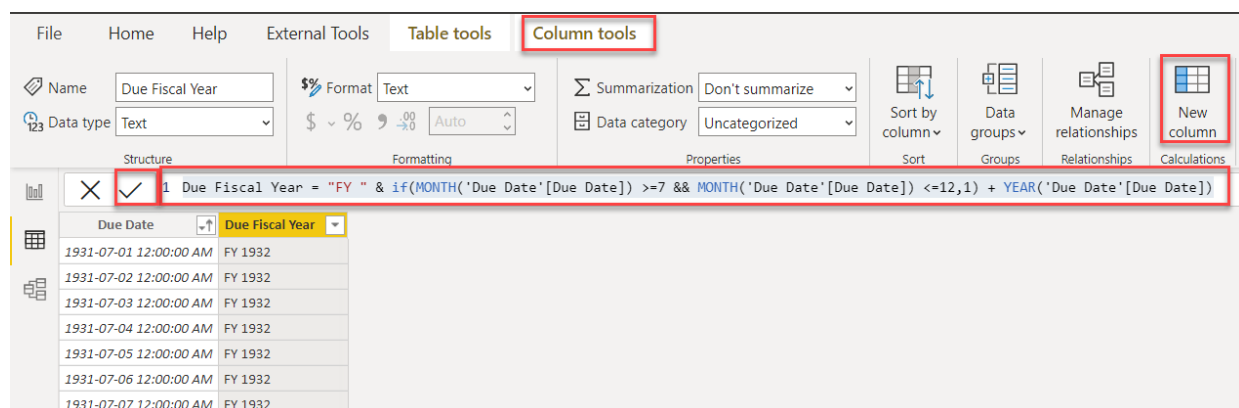 File Home Help External Tools Table tools Column tools
Name Due Fiscal Year $% Format Text Σ Summarization Don't summarize
123 Data type Text $ % 9 .00 →.0 Auto Data category Uncategorized
Sort by column
Data groups
Manage relationships
New column
Structure Formatting Properties Sort Groups Relationships Calculations
1 Due Fiscal Year = "FY " & if(MONTH('Due Date'[Due Date]) >=7 && MONTH('Due Date'[Due Date]) <=12,1) + YEAR('Due Date'[Due Date])
Due Date Due Fiscal Year
1931-07-01 12:00:00 AM FY 1932
1931-07-02 12:00:00 AM FY 1932
1931-07-03 12:00:00 AM FY 1932
1931-07-04 12:00:00 AM FY 1932
1931-07-05 12:00:00 AM FY 1932
1931-07-06 12:00:00 AM FY 1932
1931-07-07 12:00:00 AM FY 1932